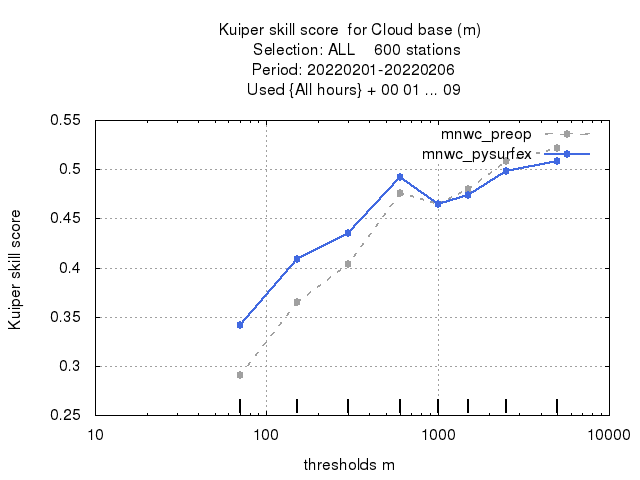 Kuiper skill score for Cloud base (m)
Selection: ALL 600 stations
Period: 20220201-20220206
Used {All hours} + 00 01 ... 09
mnwc_preop
mnwc_pysurfex
Kuiper skill score
0.55
0.5
0.45
0.4
0.35
0.3
0.25
10 100 1000 10000
thresholds m